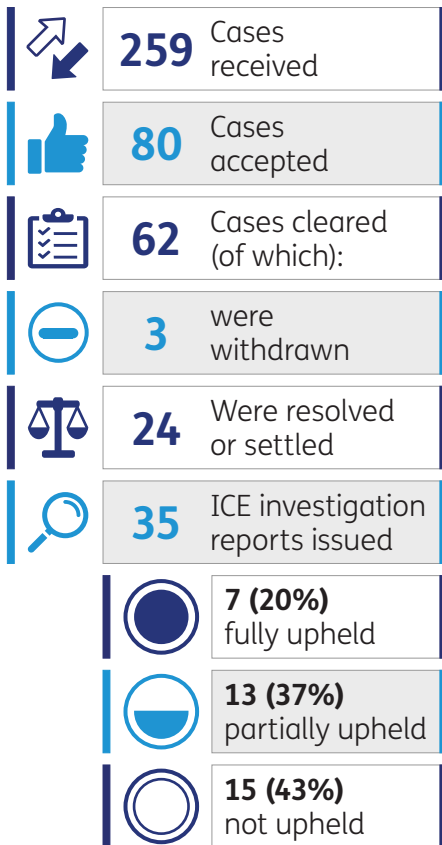 259 Cases
received
80 Cases
accepted
62 Cases cleared
(of which):
3 were
withdrawn
24 Were resolved
or settled
35 ICE investigation
reports issued
7 (20%)
fully upheld
13 (37%)
partially upheld
15 (43%)
not upheld